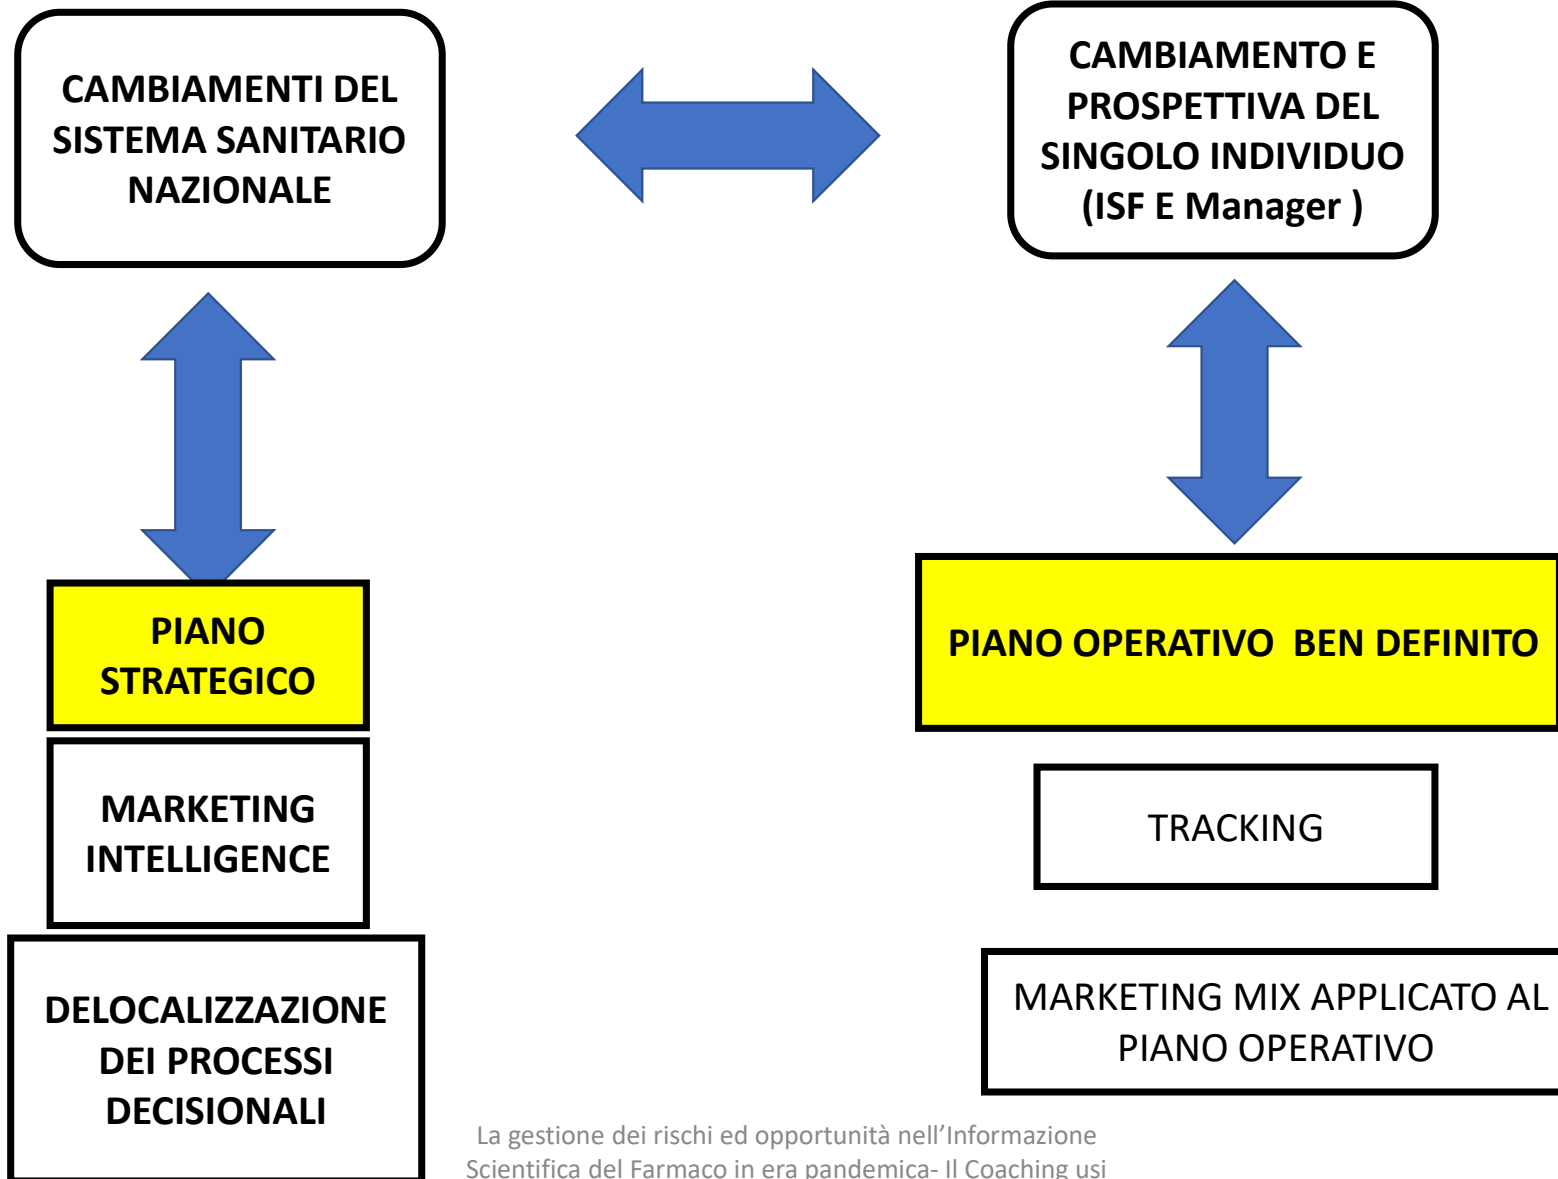 CAMBIAMENTI DEL
SISTEMA SANITARIO
NAZIONALE
CAMBIAMENTO E
PROSPETTIVA DEL
SINGOLO INDIVIDUO
(ISF E Manager )
PIANO
STRATEGICO
MARKETING
INTELLIGENCE
DELOCALIZZAZIONE
DEI PROCESSI
DECISIONALI
PIANO OPERATIVO  BEN DEFINITO
TRACKING
MARKETING MIX APPLICATO AL
PIANO OPERATIVO
La gestione dei rischi ed opportunità nell'Informazione
Scientifica del Farmaco in era pandemica- Il Coaching usi